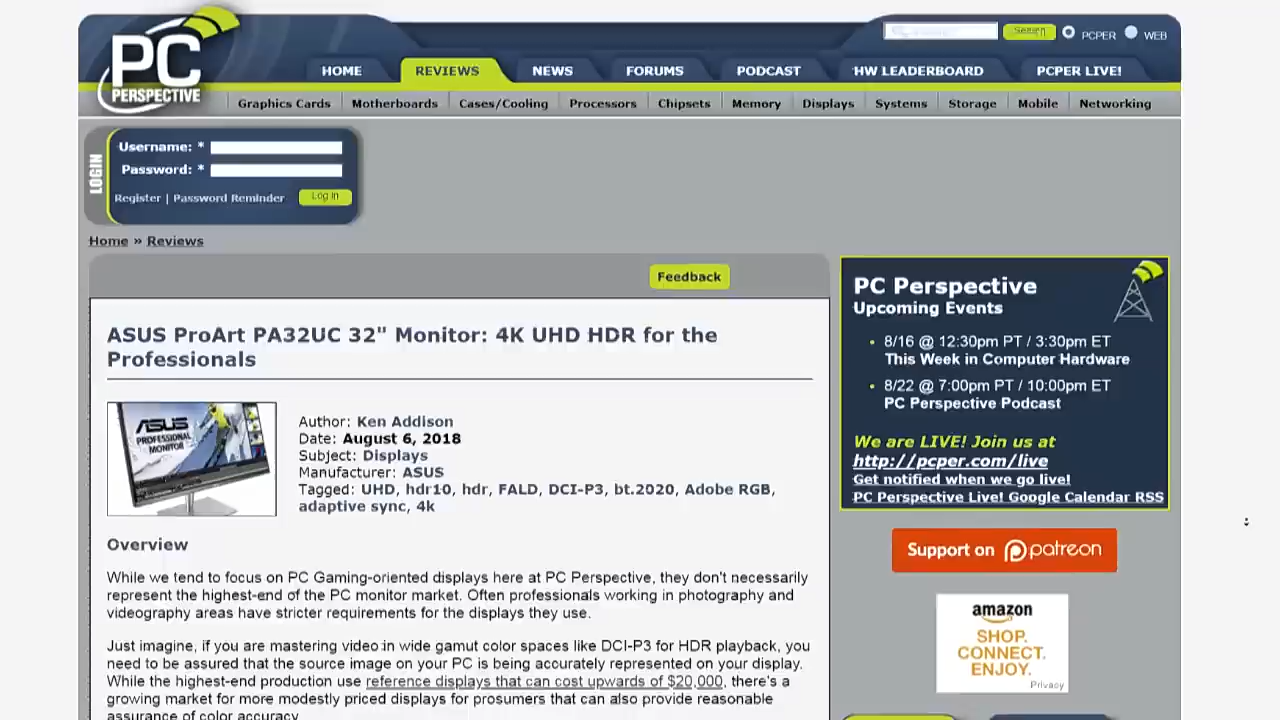 PC
PERSPECTIVE
Search
PCPER
WEB
HOME
REVIEWS
NEWS
FORUMS
PODCAST
HW LEADERBOARD
PCPER LIVE!
Graphics Cards
Motherboards
Cases/Cooling
Processors
Chipsets
Memory
Displays
Systems
Storage
Mobile
Networking
LOGIN
Username: *
Password: *
Register | Password Reminder
Log in
Home » Reviews
Feedback
ASUS ProArt PA32UC 32" Monitor: 4K UHD HDR for the
Professionals
ASUS
PROFESSIONAL
MONITOR
Author: Ken Addison
Date: August 6, 2018
Subject: Displays
Manufacturer: ASUS
Tagged: UHD, hdr10, hdr, FALD, DCI-P3, bt.2020, Adobe RGB,
adaptive sync, 4k
Overview
While we tend to focus on PC Gaming-oriented displays here at PC Perspective, they don't necessarily
represent the highest-end of the PC monitor market. Often professionals working in photography and
videography areas have stricter requirements for the displays they use.
Just imagine, if you are mastering video in wide gamut color spaces like DCI-P3 for HDR playback, you
need to be assured that the source image on your PC is being accurately represented on your display.
While the highest-end production use reference displays that can cost upwards of $20,000, there's a
growing market for more modestly priced displays for prosumers that can also provide reasonable
assurance of color accuracy
PC Perspective
Upcoming Events
8/16 @ 12:30pm PT / 3:30pm ET
This Week in Computer Hardware
8/22 @ 7:00pm PT / 10:00pm ET
PC Perspective Podcast
We are LIVE! Join us at
http://pcper.com/live
Get notified when we go live!
PC Perspective Live! Google Calendar RSS
Support on patreon
amazon
SHOP.
CONNECT.
ENJOY.
Privacy